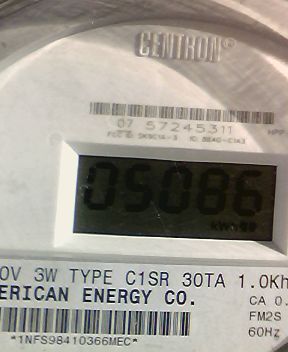 CENTRON®
07 57245311
05086
0V 3W TYPE C1SR 30TA 1.0Kh
ERICAN ENERGY CO.
CA 0.
FM2S
*1NFS98410366MEC*
60Hz